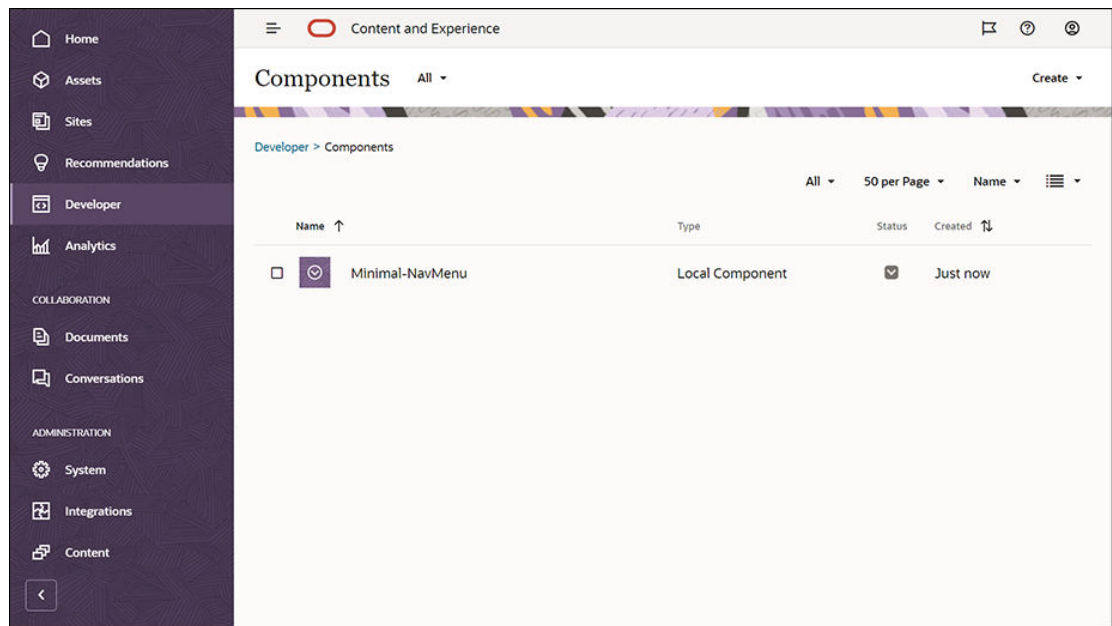 Home
Assets
Sites
Recommendations
Developer
Analytics
COLLABORATION
Documents
Conversations
ADMINISTRATION
System
Integrations
Content
Content and Experience
Components All Create
Developer > Components
All 50 per Page Name
Name Type Status Created
Minimal-NavMenu Local Component Just now